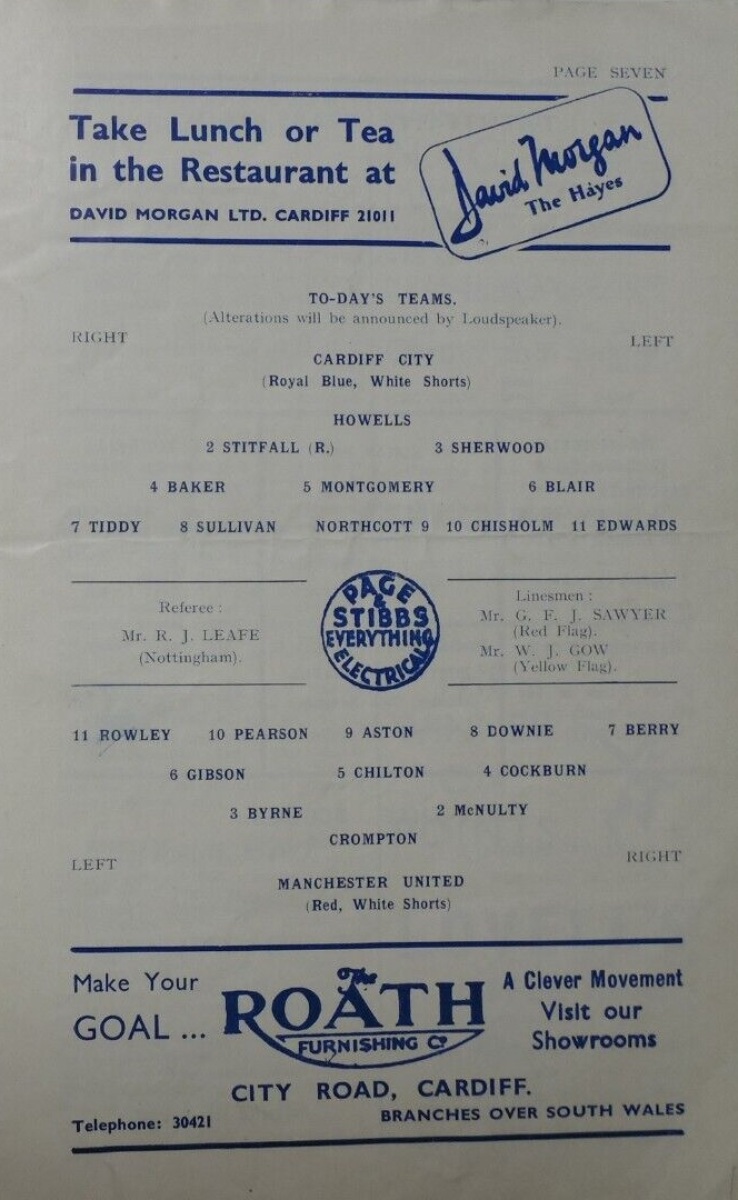 PAGE SEVEN
Take Lunch or Tea
in the Restaurant at
DAVID MORGAN LTD. CARDIFF 21011
David Morgan
The Hayes
TO-DAY'S TEAMS.
(Alterations will be announced by Loudspeaker).
RIGHT
LEFT
CARDIFF CITY
(Royal Blue, White Shorts)
HOWELLS
2 STITFALL (R.) 3 SHERWOOD
4 BAKER 5 MONTGOMERY 6 BLAIR
7 TIDDY 8 SULLIVAN NORTHCOTT 9 10 CHISHOLM 11 EDWARDS
Referee :
Mr. R. J. LEAFE
(Nottingham).
PAGE
&
STIBBS
EVERYTHING
ELECTRICAL
Linesmen :
Mr. G. F. J. SAWYER
(Red Flag).
Mr. W. J. GOW
(Yellow Flag).
11 ROWLEY 10 PEARSON 9 ASTON 8 DOWNIE 7 BERRY
6 GIBSON 5 CHILTON 4 COCKBURN
3 BYRNE 2 McNULTY
CROMPTON
LEFT
RIGHT
MANCHESTER UNITED
(Red, White Shorts)
Make Your
GOAL ...
The
ROATH
FURNISHING Co
A Clever Movement
Visit our
Showrooms
CITY ROAD, CARDIFF.
Telephone: 30421
BRANCHES OVER SOUTH WALES